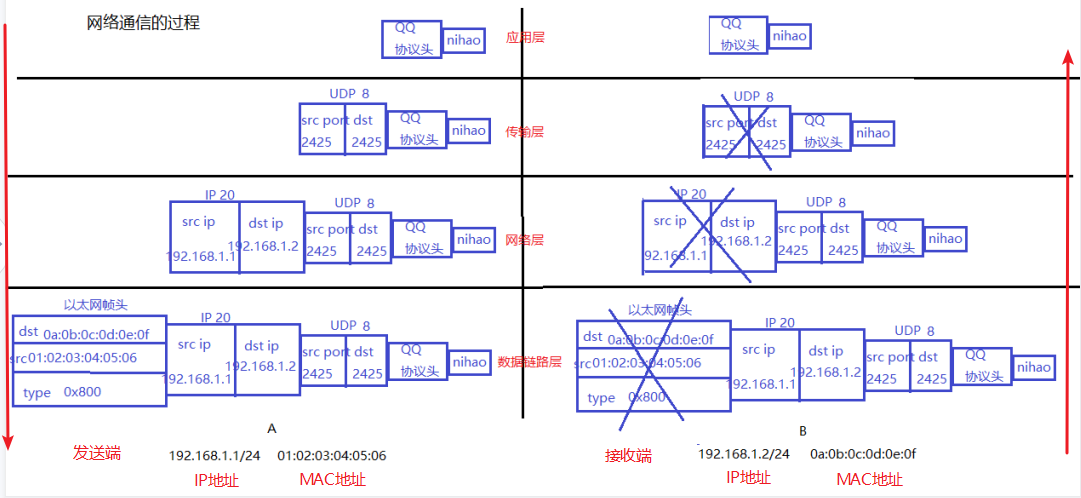 网络通信的过程
QQ
协议头
nihao
应用层
QQ
协议头
nihao
UDP 8
src port dst
2425 2425
QQ
协议头
nihao
传输层
UDP 8
src port dst
2425 2425
QQ
协议头
nihao
IP 20
src ip dst ip
192.168.1.1 192.168.1.2
UDP 8
src port dst
2425 2425
QQ
协议头
nihao
网络层
IP 20
src ip dst ip
192.168.1.1 192.168.1.2
UDP 8
src port dst
2425 2425
QQ
协议头
nihao
以太网帧头
dst 0a:0b:0c:0d:0e:0f
src 01:02:03:04:05:06
type 0x800
IP 20
src ip dst ip
192.168.1.1 192.168.1.2
UDP 8
src port dst
2425 2425
QQ
协议头
nihao
数据链路层
以太网帧头
dst 0a:0b:0c:0d:0e:0f
src 01:02:03:04:05:06
type 0x800
IP 20
src ip dst ip
192.168.1.1 192.168.1.2
UDP 8
src port dst
2425 2425
QQ
协议头
nihao
A
发送端
192.168.1.1/24 01:02:03:04:05:06
IP地址 MAC地址
B
接收端
192.168.1.2/24 0a:0b:0c:0d:0e:0f
IP地址 MAC地址